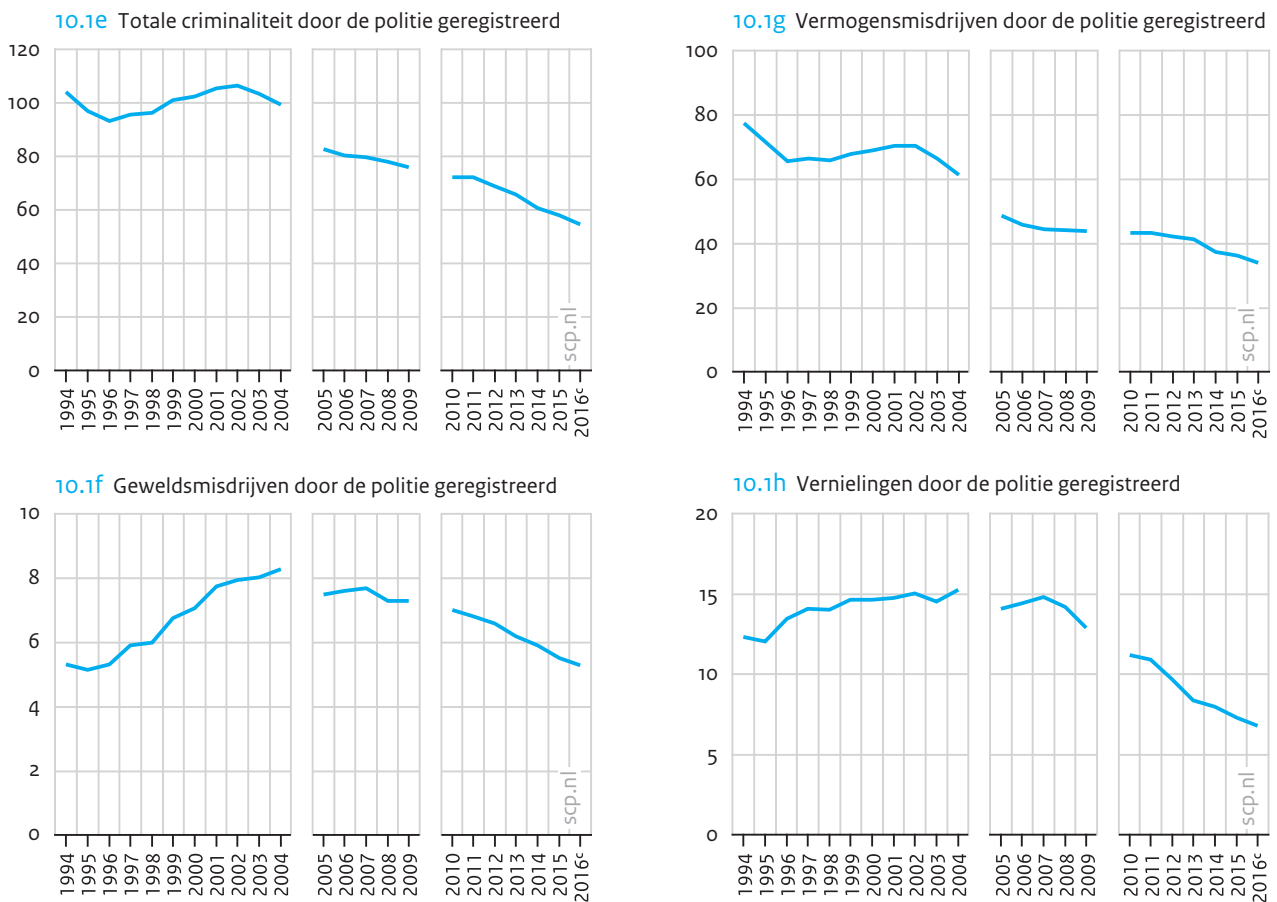 10.1e Totale criminaliteit door de politie geregistreerd
120
100
80
60
40
20
0
1994 1995 1996 1997 1998 1999 2000 2001 2002 2003 2004 2005 2006 2007 2008 2009 2010 2011 2012 2013 2014 2015 2016c
scp.nl
10.1g Vermogensmisdrijven door de politie geregistreerd
100
80
60
40
20
0
1994 1995 1996 1997 1998 1999 2000 2001 2002 2003 2004 2005 2006 2007 2008 2009 2010 2011 2012 2013 2014 2015 2016c
scp.nl
10.1f Geweldsmisdrijven door de politie geregistreerd
10
8
6
4
2
0
1994 1995 1996 1997 1998 1999 2000 2001 2002 2003 2004 2005 2006 2007 2008 2009 2010 2011 2012 2013 2014 2015 2016c
scp.nl
10.1h Vernielingen door de politie geregistreerd
20
15
10
5
0
1994 1995 1996 1997 1998 1999 2000 2001 2002 2003 2004 2005 2006 2007 2008 2009 2010 2011 2012 2013 2014 2015 2016c
scp.nl